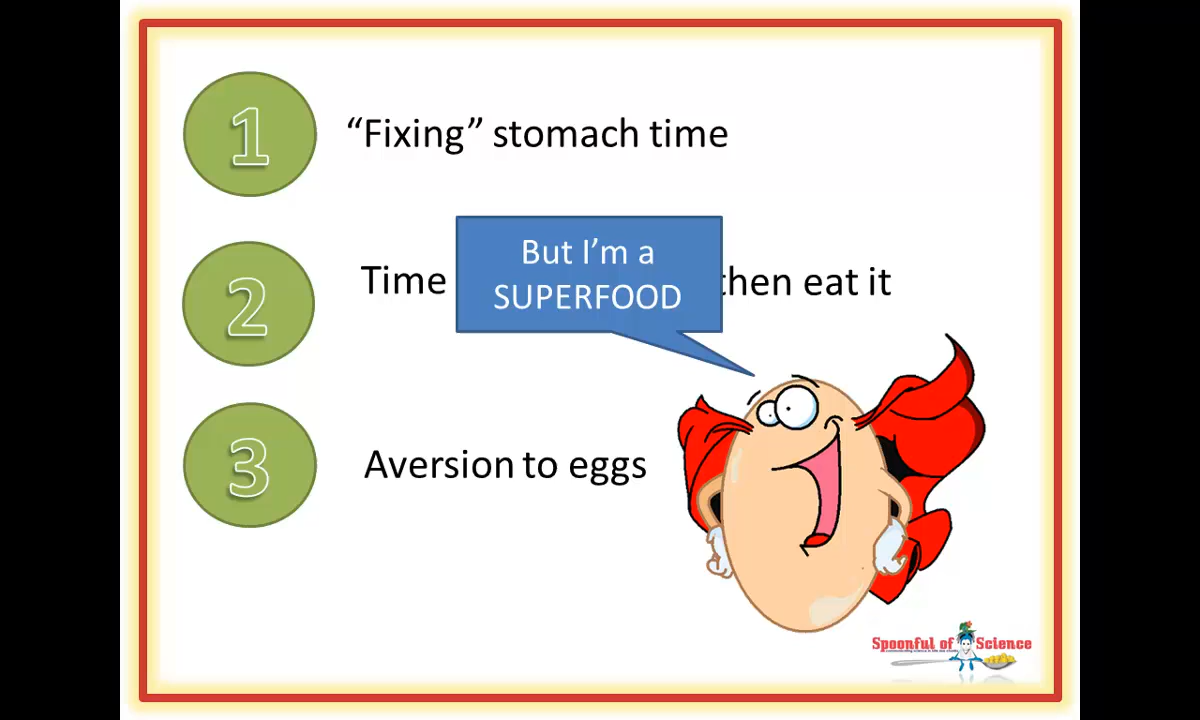 1
“Fixing” stomach time
But I’m a
SUPERFOOD
2
Time then eat it
3
Aversion to eggs
Spoonful of Science